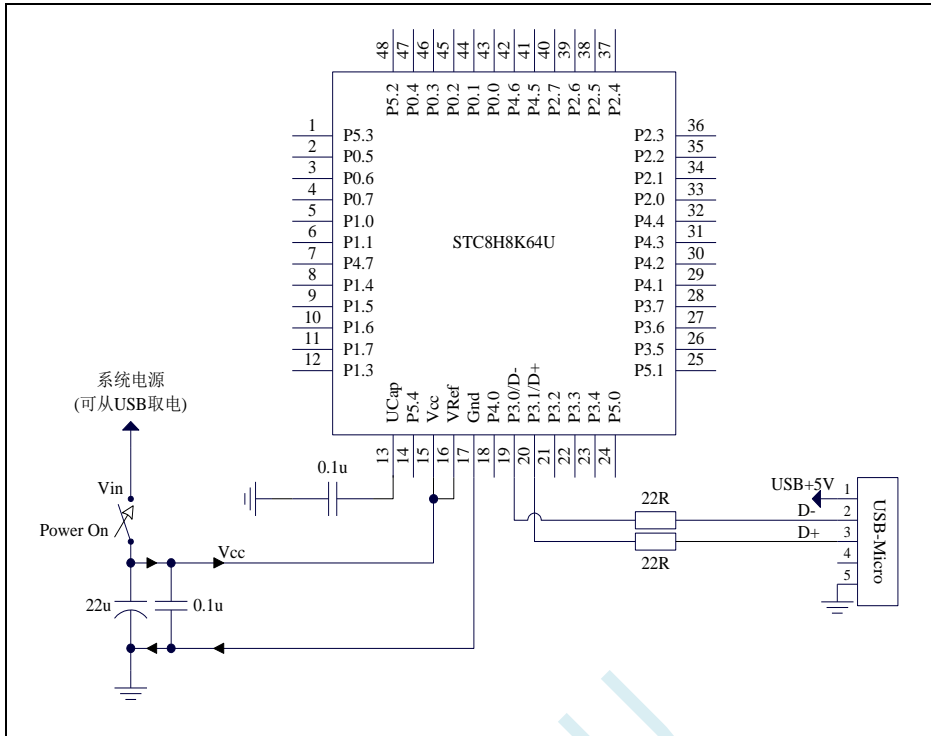 48 47 46 45 44 43 42 41 40 39 38 37
P5.2 P0.4 P0.3 P0.2 P0.1 P0.0 P4.6 P4.5 P2.7 P2.6 P2.5 P2.4
1 P5.3 P2.3 36
2 P0.5 P2.2 35
3 P0.6 P2.1 34
4 P0.7 P2.0 33
5 P1.0 P4.4 32
6 P1.1 STC8H8K64U P4.3 31
7 P4.7 P4.2 30
8 P1.4 P4.1 29
9 P1.5 P3.7 28
10 P1.6 P3.6 27
11 P1.7 P3.5 26
12 P1.3 P5.1 25
UCap P5.4 Vcc VRef Gnd P4.0 P3.0/D- P3.1/D+ P3.2 P3.3 P3.4 P5.0
13 14 15 16 17 18 19 20 21 22 23 24
系统电源
(可从USB取电)
Vin
Power On
Vcc
22u 0.1u
0.1u
22R
22R
USB+5V 1
D- 2
D+ 3
4
5
USB-Micro